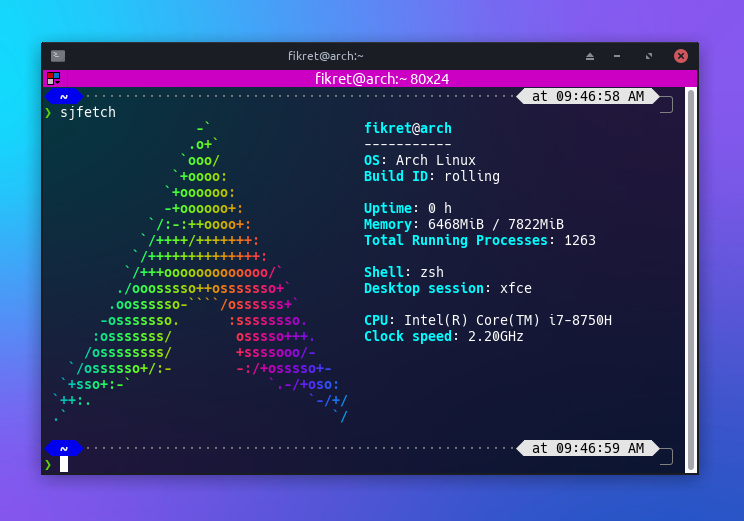 fikret@arch:~
fikret@arch:~ 80x24
~ at 09:46:58 AM
❯ sjfetch
-`
.o+`
`ooo/
`+oooo:
`+oooooo:
-+oooooo+:
`/:-:++oooo+:
`/++++/+++++++:
`/++++++++++++++:
`/+++ooooooooooooo/`
./ooosssso++osssssso+`
.oossssso-````/ossssss+`
-osssssso. :ssssssso.
:osssssss/ osssso+++.
/ossssssss/ +ssssooo/-
`/ossssso+/:- -:/+osssso+-
`+sso+:-` `.-/+oso:
`++:. `-/+/
.` `/
fikret@arch
-----------
OS: Arch Linux
Build ID: rolling
Uptime: 0 h
Memory: 6468MiB / 7822MiB
Total Running Processes: 1263
Shell: zsh
Desktop session: xfce
CPU: Intel(R) Core(TM) i7-8750H
Clock speed: 2.20GHz
~ at 09:46:59 AM
❯